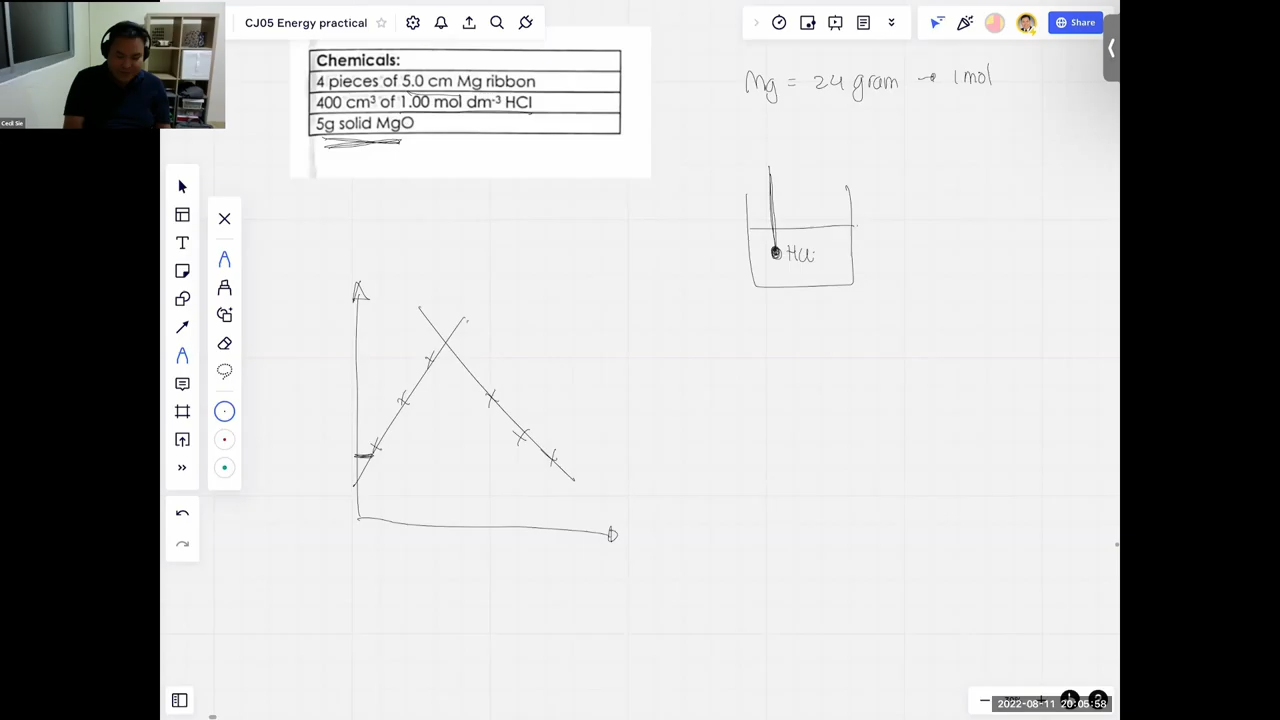 CJ05 Energy practical
Share
Cecil Sie
Chemicals:
4 pieces of 5.0 cm Mg ribbon
400 cm³ of 1.00 mol dm⁻³ HCl
5g solid MgO
Mg = 24 gram → 1 mol
HCl
2022-08-11 20:05:58